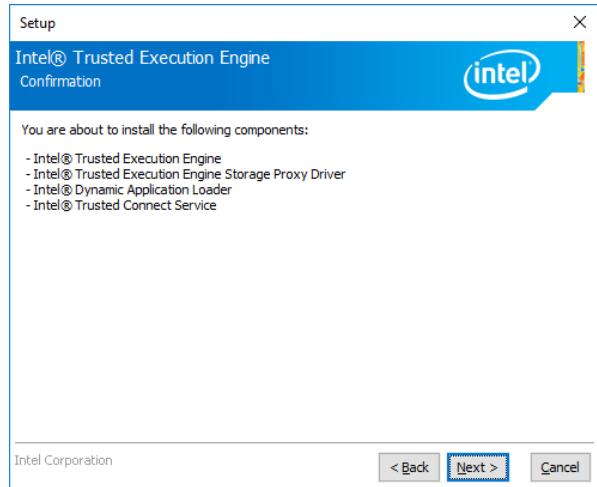 Setup
Intel® Trusted Execution Engine
Confirmation
intel
You are about to install the following components:
- Intel® Trusted Execution Engine
- Intel® Trusted Execution Engine Storage Proxy Driver
- Intel® Dynamic Application Loader
- Intel® Trusted Connect Service
Intel Corporation
< Back Next > Cancel